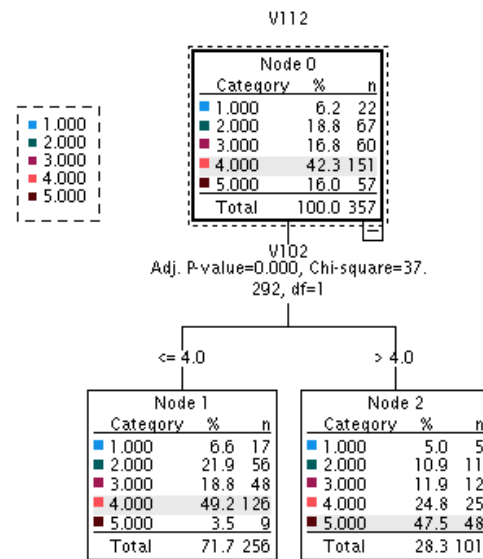 V112
Node 0
Category % n
1.000 6.2 22
2.000 18.8 67
3.000 16.8 60
4.000 42.3 151
5.000 16.0 57
Total 100.0 357
1.000
2.000
3.000
4.000
5.000
V102
Adj. P-value=0.000, Chi-square=37.
292, df=1
<= 4.0
> 4.0
Node 1
Category % n
1.000 6.6 17
2.000 21.9 56
3.000 18.8 48
4.000 49.2 126
5.000 3.5 9
Total 71.7 256
Node 2
Category % n
1.000 5.0 5
2.000 10.9 11
3.000 11.9 12
4.000 24.8 25
5.000 47.5 48
Total 28.3 101